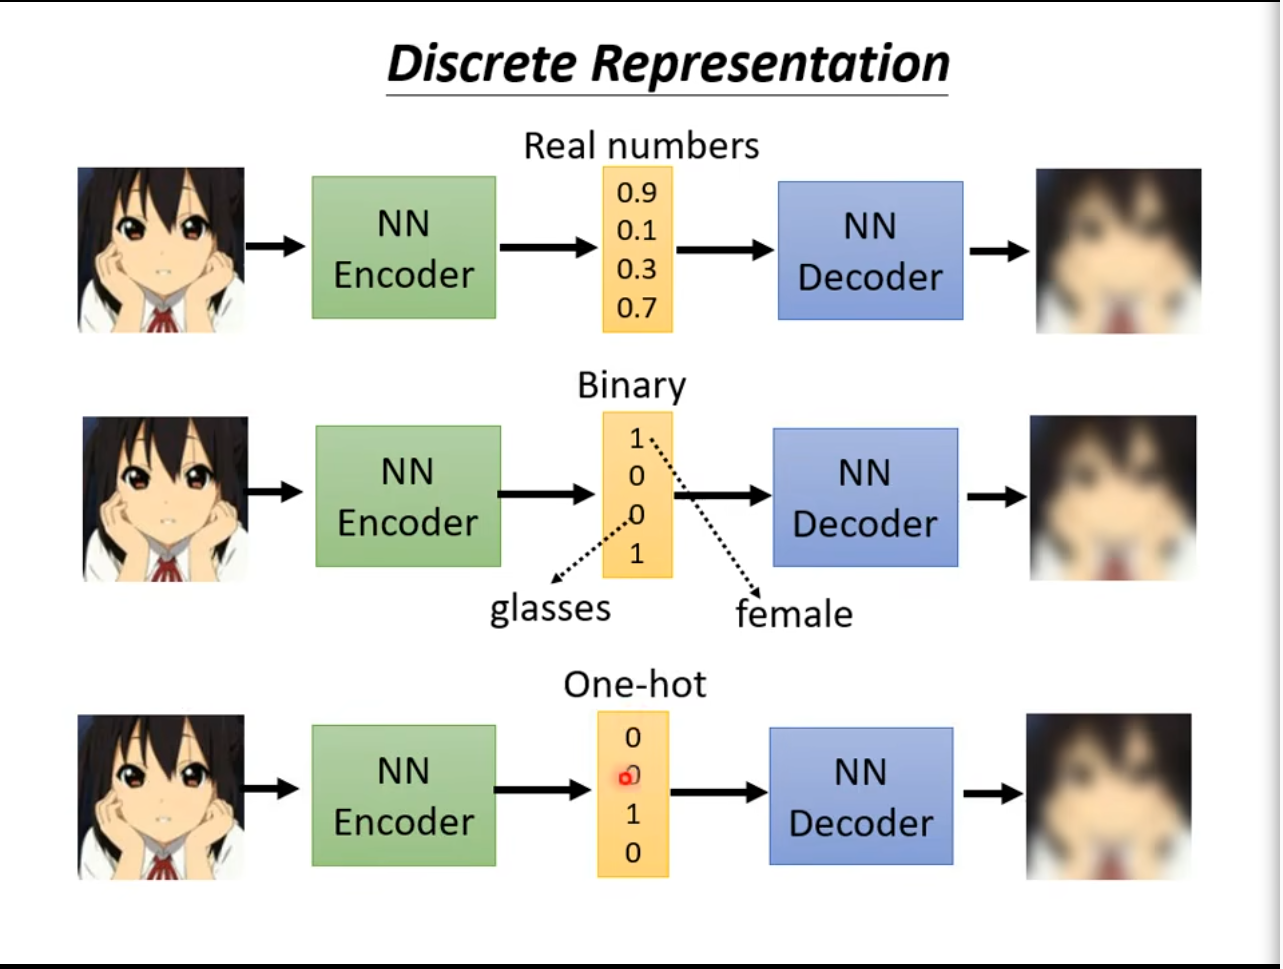 Discrete Representation
Real numbers
NN
Encoder
0.9
0.1
0.3
0.7
NN
Decoder
Binary
NN
Encoder
1
0
0
1
NN
Decoder
glasses
female
One-hot
NN
Encoder
0
0
1
0
NN
Decoder